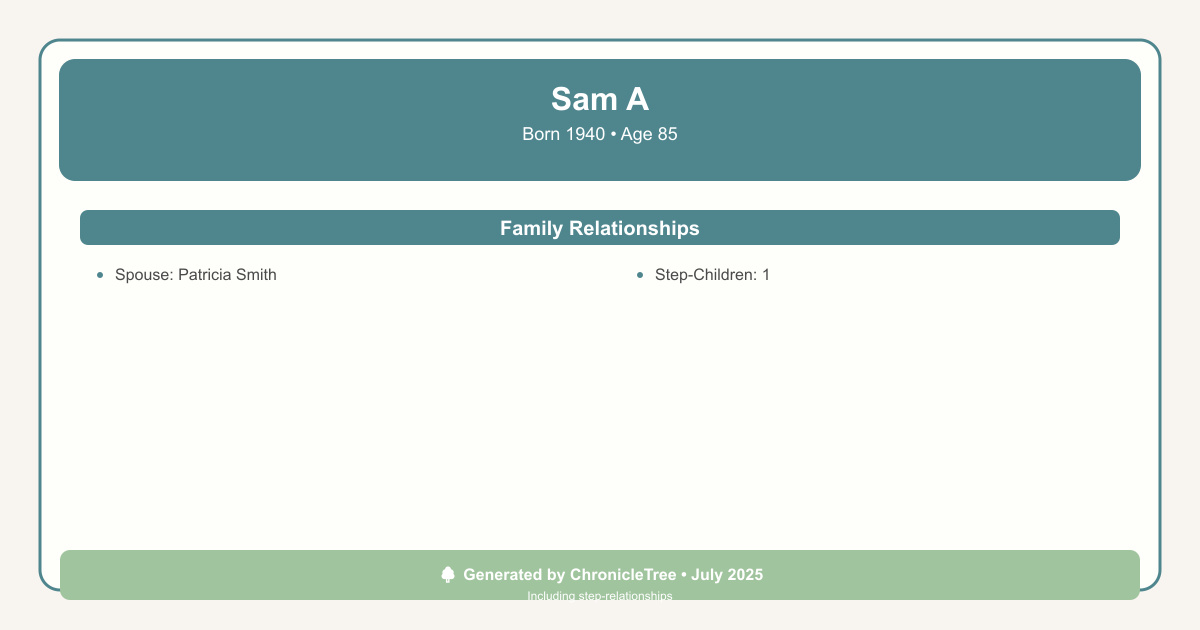 Sam A
Born 1940 • Age 85
Family Relationships
• Spouse: Patricia Smith
• Step-Children: 1
Generated by ChronicleTree • July 2025
Including step-relationships